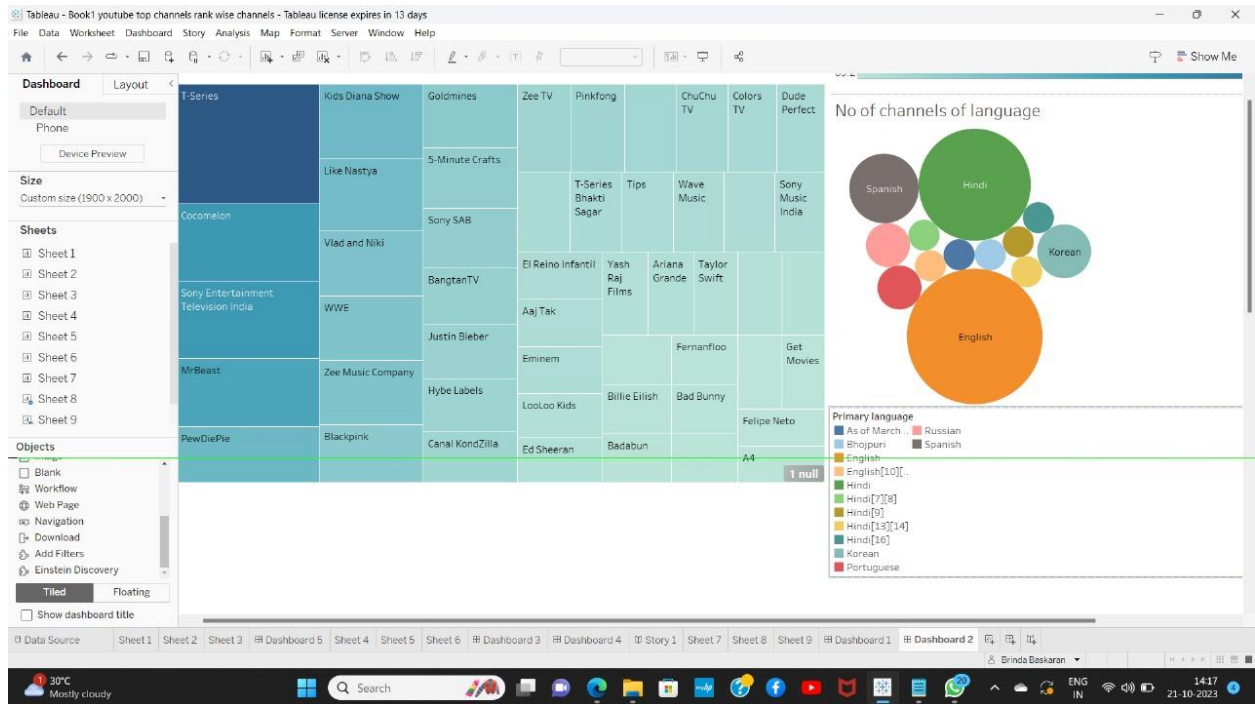 Tableau - Book1 youtube top channels rank wise channels - Tableau license expires in 13 days
File Data Worksheet Dashboard Story Analysis Map Format Server Window Help
Show Me
Dashboard Layout
Default
Phone
Device Preview
Size
Custom size (1900 x 2000)
Sheets
Sheet 1
Sheet 2
Sheet 3
Sheet 4
Sheet 5
Sheet 6
Sheet 7
Sheet 8
Sheet 9
Objects
Blank
Workflow
Web Page
Navigation
Download
Add Filters
Einstein Discovery
Tiled Floating
Show dashboard title
T-Series
Cocomelon
Sony Entertainment
Television India
MrBeast
PewDiePie
Kids Diana Show
Like Nastya
Vlad and Niki
WWE
Zee Music Company
Blackpink
Goldmines
5-Minute Crafts
Sony SAB
BangtanTV
Justin Bieber
Hybe Labels
Canal KondZilla
Zee TV
Pinkfong
ChuChu
TV
Colors
TV
Dude
Perfect
T-Series
Bhakti
Sagar
Tips
Wave
Music
Sony
Music
India
El Reino Infantil
Yash
Raj
Films
Ariana
Grande
Taylor
Swift
Aaj Tak
Eminem
Fernanfloo
Get
Movies
LooLoo Kids
Billie Eilish
Bad Bunny
Felipe Neto
Ed Sheeran
Badabun
A4
1 null
No of channels of language
Spanish
Hindi
Korean
English
Primary language
As of March ..
Bhojpuri
English
English[10][..
Hindi
Hindi[7][8]
Hindi[9]
Hindi[13][14]
Hindi[16]
Korean
Portuguese
Russian
Spanish
Data Source Sheet 1 Sheet 2 Sheet 3 Dashboard 5 Sheet 4 Sheet 5 Sheet 6 Dashboard 3 Dashboard 4 Story 1 Sheet 7 Sheet 8 Sheet 9 Dashboard 1 Dashboard 2
Brinda Baskaran
30°C
Mostly cloudy
Search
20
ENG
IN
14:17
21-10-2023
4